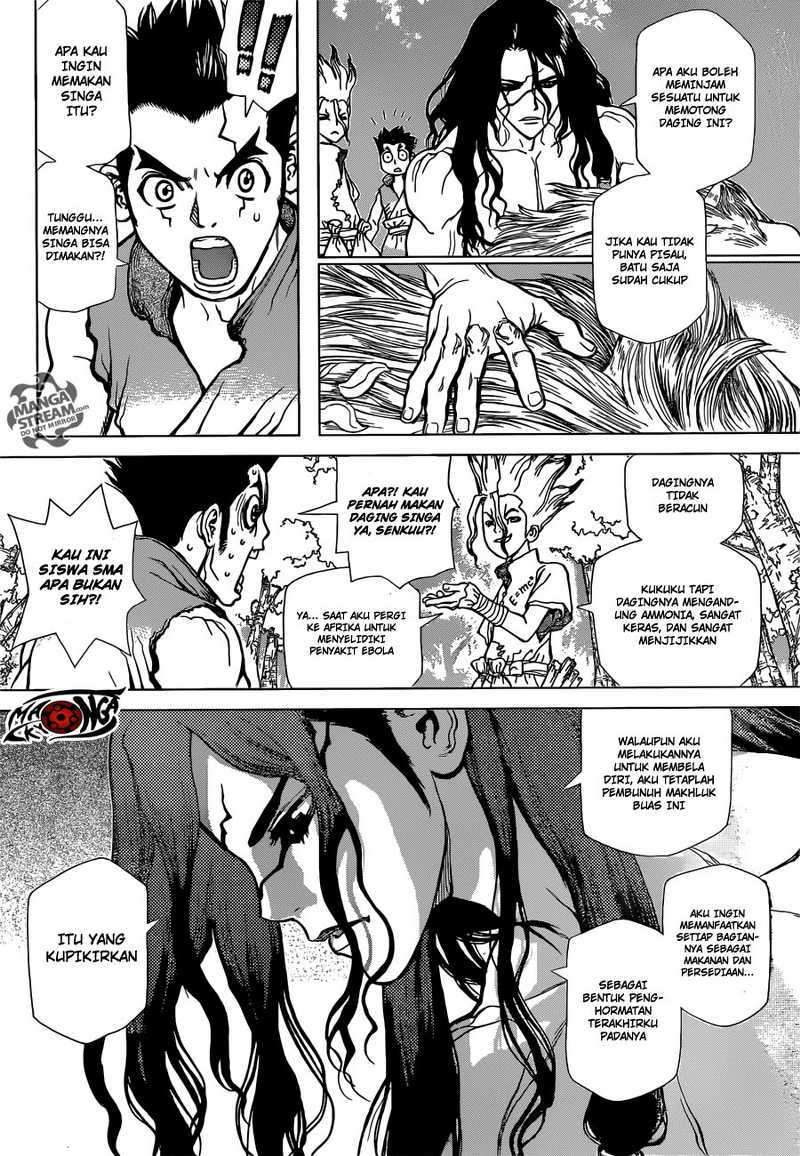 APA AKU BOLEH
MEMINJAM
SESUATU UNTUK
MEMOTONG
DAGING INI?
JIKA KAU TIDAK
PUNYA PISAU,
BATU SAJA
SUDAH CUKUP
!!
APA KAU
INGIN
MEMAKAN
SINGA
ITU?
TUNGGU...
MEMANGNYA
SINGA BISA
DIMAKAN?!
MANGA
STREAM.com
DO NOT MIRROR!
DAGINGNYA
TIDAK
BERACUN
KUKUKU TAPI
DAGINGNYA MENGAND-
UNG AMMONIA, SANGAT
KERAS, DAN SANGAT
MENJIJIKKAN
E=mc²
APA?! KAU
PERNAH MAKAN
DAGING SINGA
YA, SENKUU?!
YA... SAAT AKU PERGI
KE AFRIKA UNTUK
MENYELIDIKI
PENYAKIT EBOLA
KAU INI
SISWA SMA
APA BUKAN
SIH?!
WALAUPUN AKU
MELAKUKANNYA
UNTUK MEMBELA
DIRI, AKU TETAPLAH
PEMBUNUH MAKHLUK
BUAS INI
AKU INGIN
MEMANFAATKAN
SETIAP BAGIAN-
NYA SEBAGAI
MAKANAN DAN
PERSEDIAAN...
SEBAGAI
BENTUK PENG-
HORMATAN
TERAKHIRKU
PADANYA
ITU YANG
KUPIKIRKAN